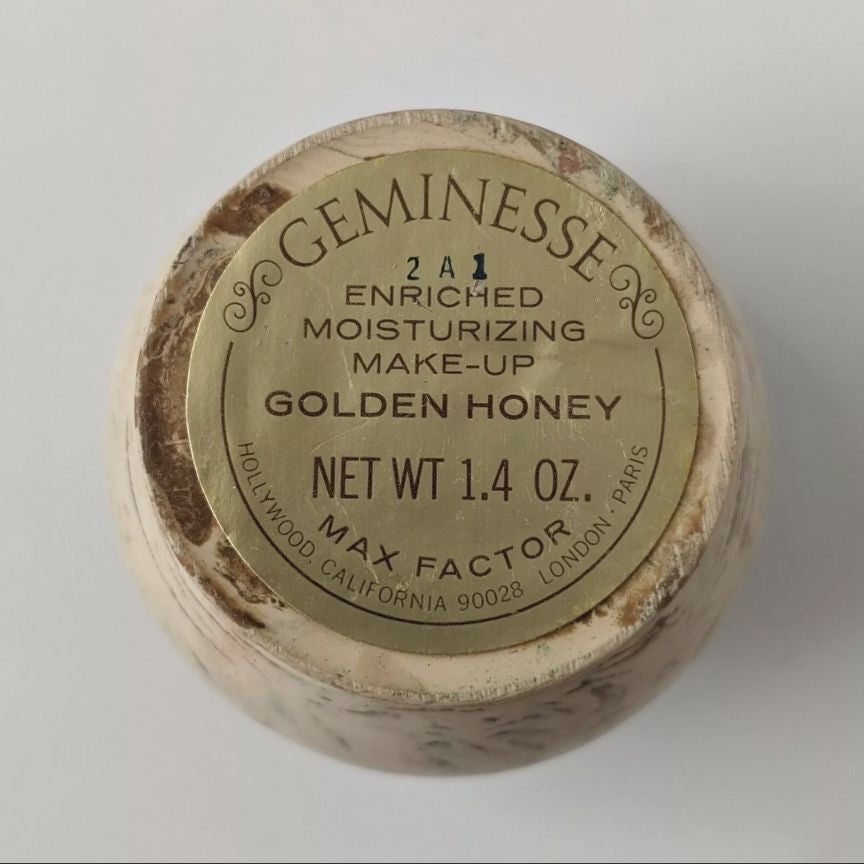 GEMINESSE
2 A 1
ENRICHED
MOISTURIZING
MAKE-UP
GOLDEN HONEY
NET WT 1.4 OZ.
MAX FACTOR
HOLLYWOOD, CALIFORNIA 90028 LONDON · PARIS